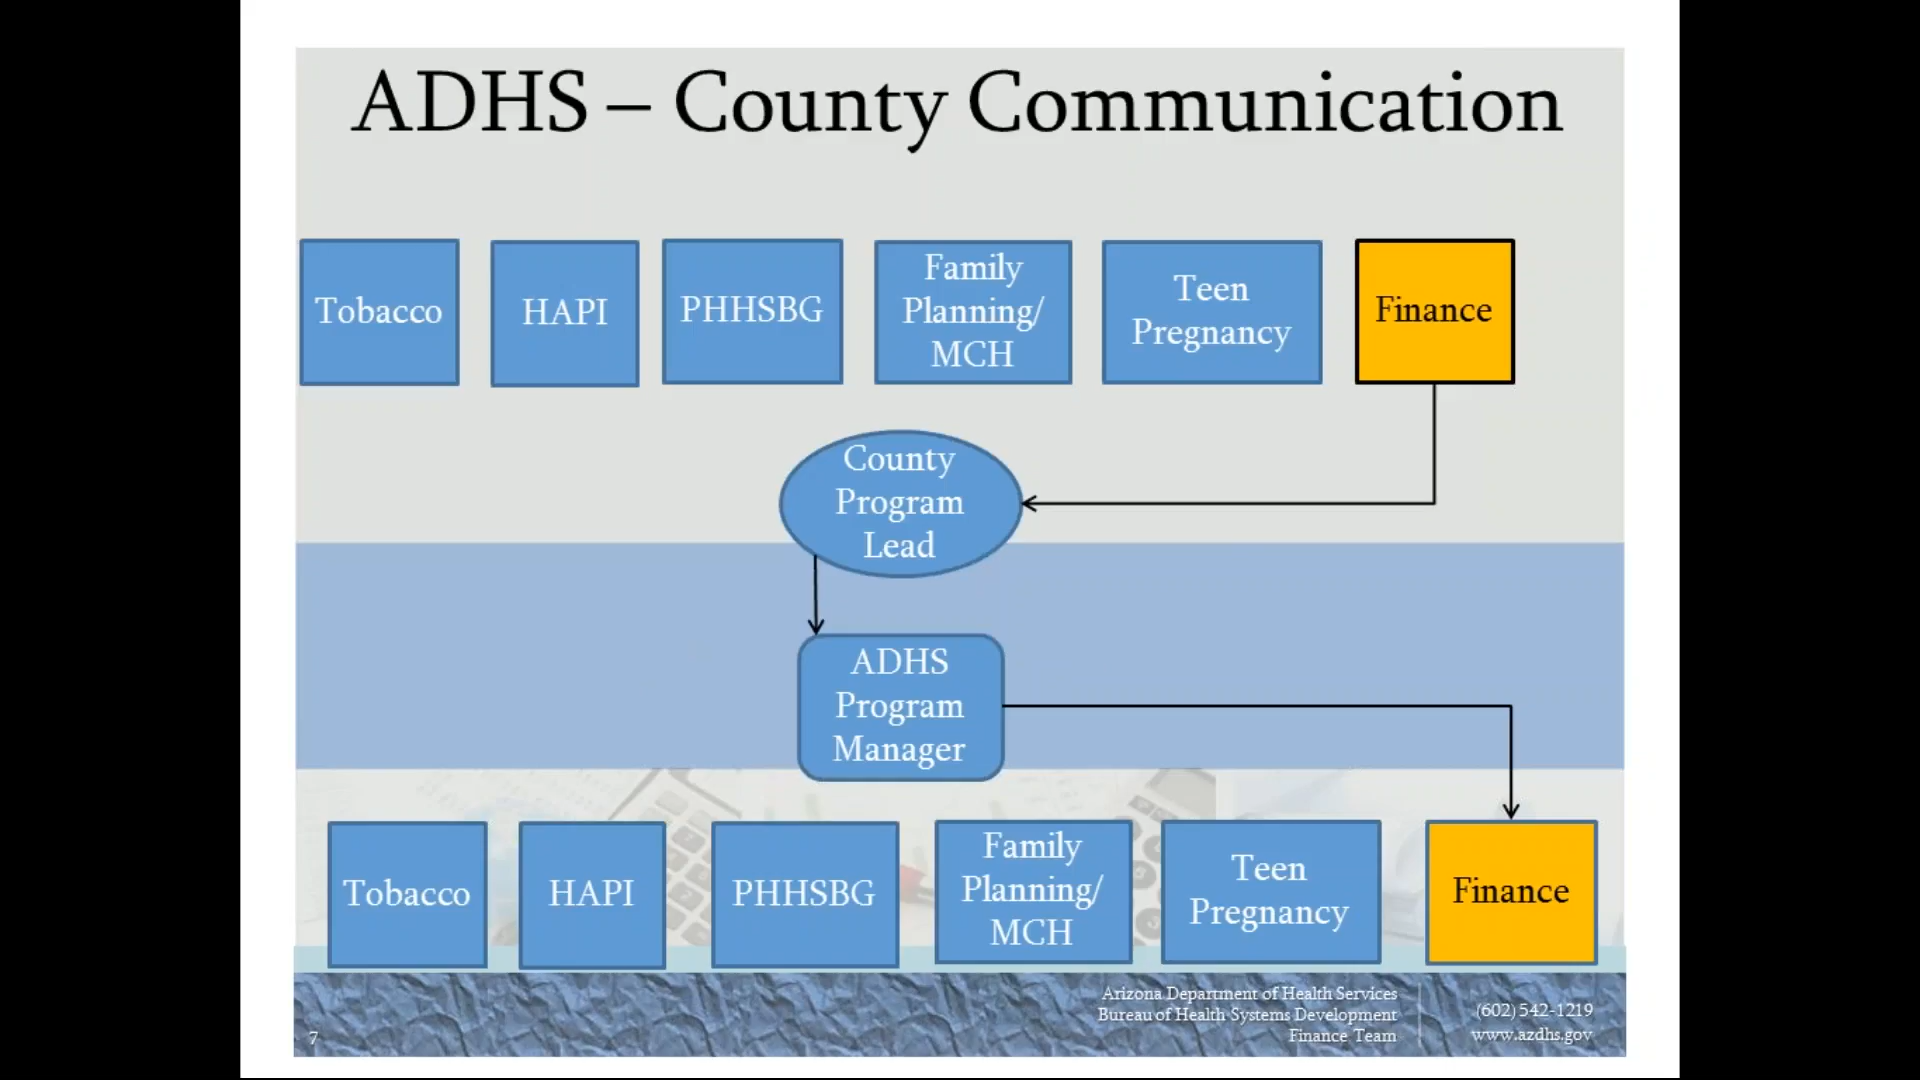 ADHS – County Communication
Tobacco
HAPI
PHHSBG
Family
Planning/
MCH
Teen
Pregnancy
Finance
County
Program
Lead
ADHS
Program
Manager
Tobacco
HAPI
PHHSBG
Family
Planning/
MCH
Teen
Pregnancy
Finance
7
Arizona Department of Health Services
Bureau of Health Systems Development
Finance Team
(602) 542-1219
www.azdhs.gov